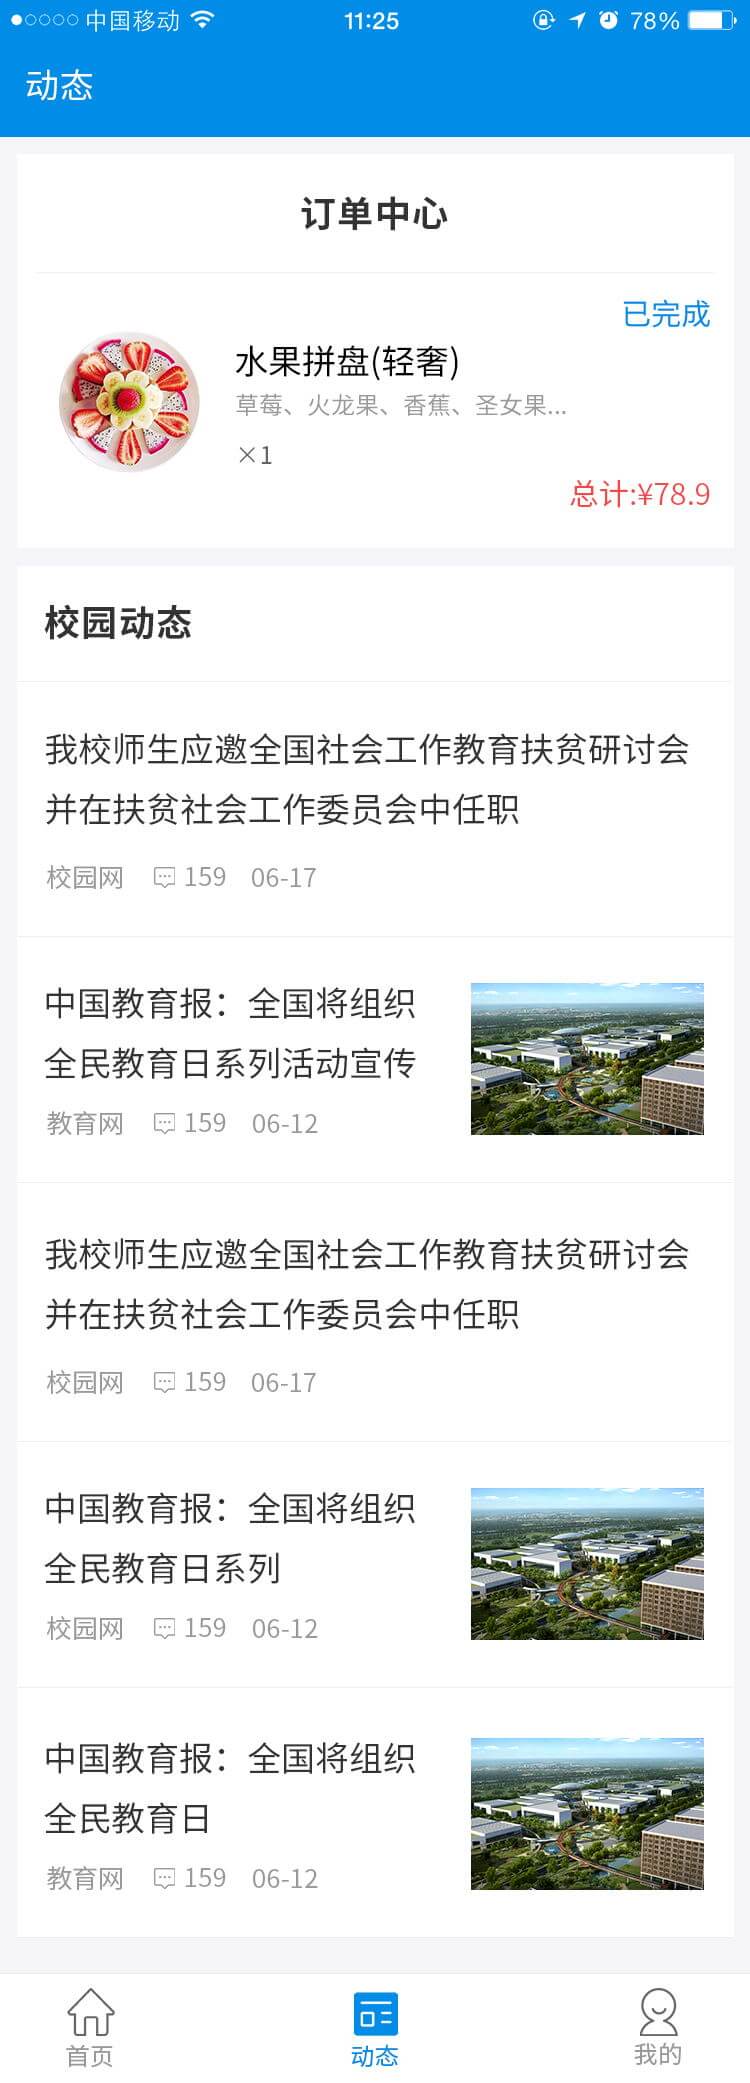 中国移动 11:25 78%
动态
订单中心
已完成
水果拼盘(轻奢)
草莓、火龙果、香蕉、圣女果...
×1
总计:¥78.9
校园动态
我校师生应邀全国社会工作教育扶贫研讨会
并在扶贫社会工作委员会中任职
校园网 159 06-17
中国教育报：全国将组织
全民教育日系列活动宣传
教育网 159 06-12
我校师生应邀全国社会工作教育扶贫研讨会
并在扶贫社会工作委员会中任职
校园网 159 06-17
中国教育报：全国将组织
全民教育日系列
校园网 159 06-12
中国教育报：全国将组织
全民教育日
教育网 159 06-12
首页 动态 我的